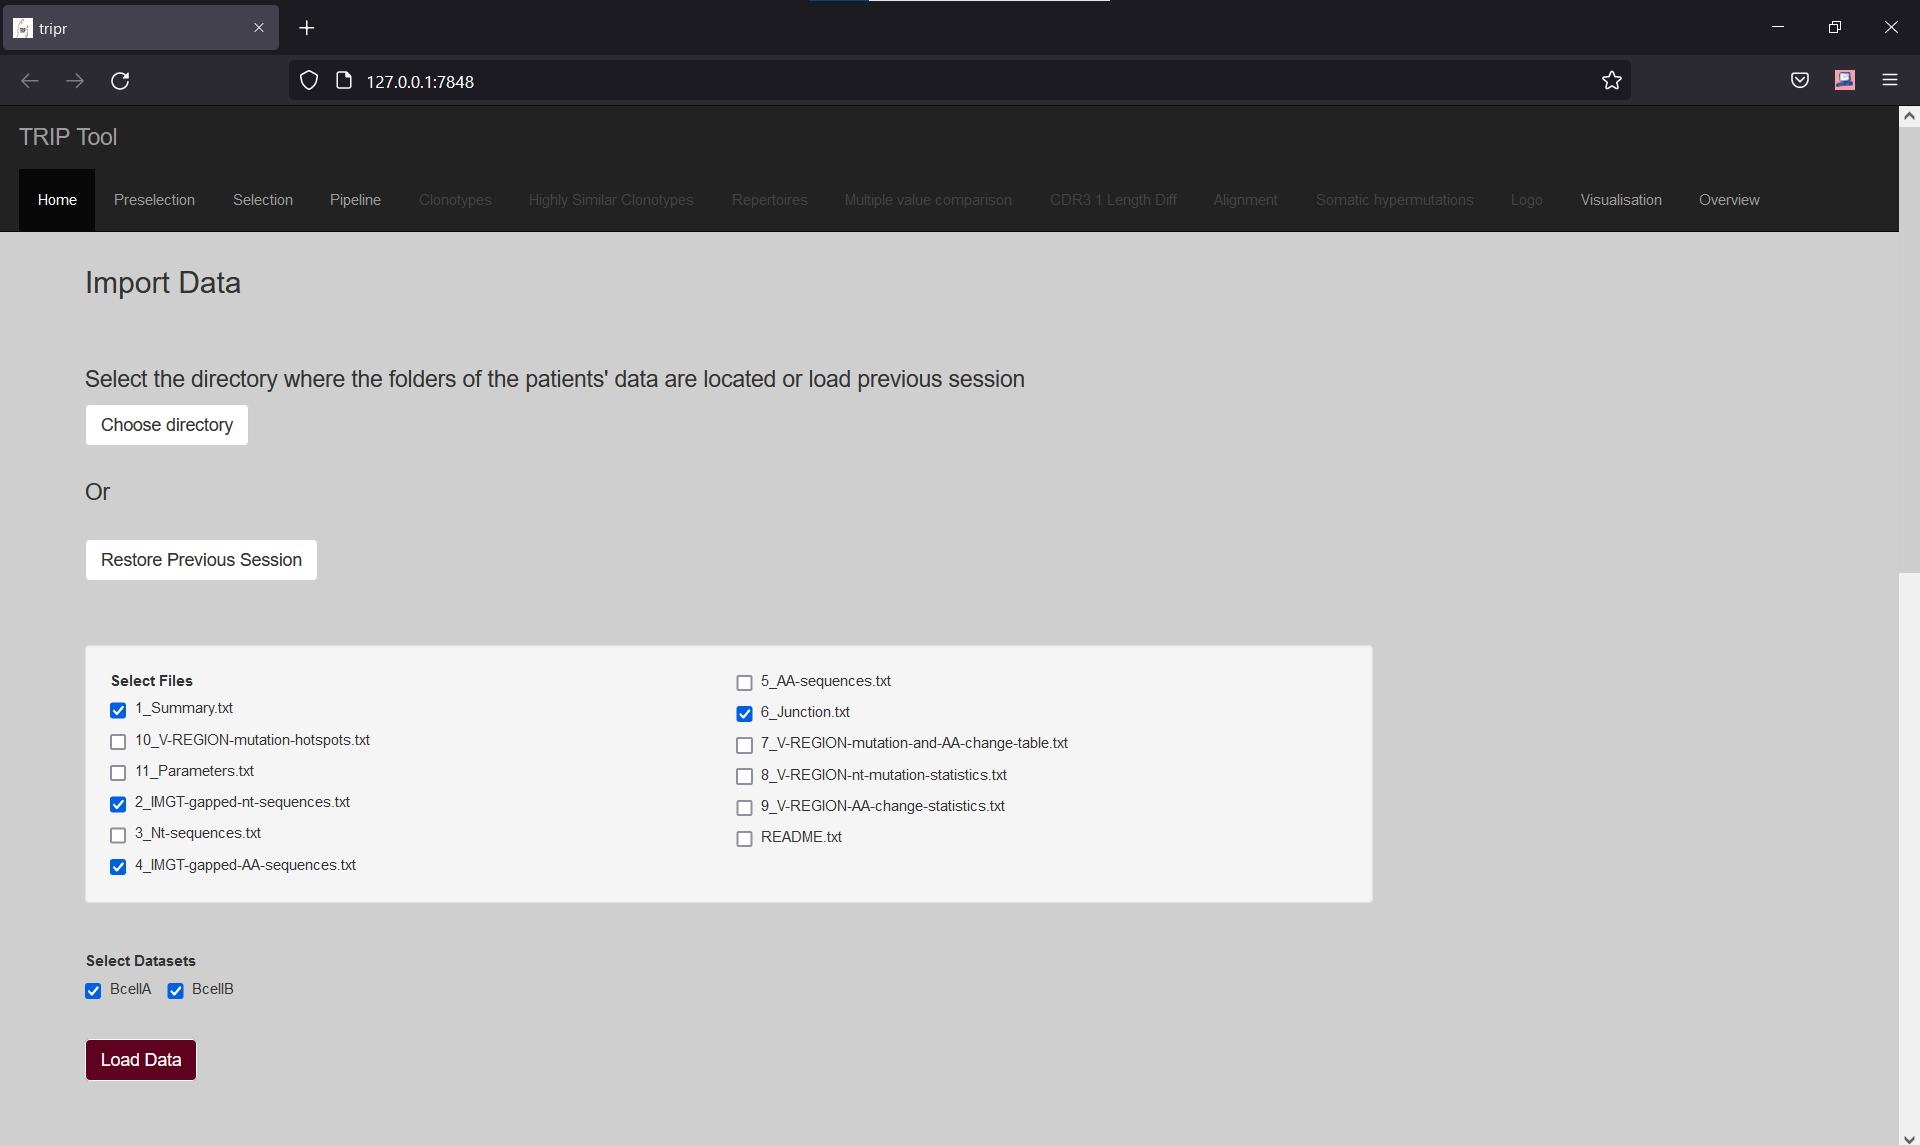 tripr
127.0.0.1:7848
TRIP Tool
Home Preselection Selection Pipeline Clonotypes Highly Similar Clonotypes Repertoires Multiple value comparison CDR3 1 Length Diff Alignment Somatic hypermutations Logo Visualisation Overview
Import Data
Select the directory where the folders of the patients' data are located or load previous session
Choose directory
Or
Restore Previous Session
Select Files
1_Summary.txt
10_V-REGION-mutation-hotspots.txt
11_Parameters.txt
2_IMGT-gapped-nt-sequences.txt
3_Nt-sequences.txt
4_IMGT-gapped-AA-sequences.txt
5_AA-sequences.txt
6_Junction.txt
7_V-REGION-mutation-and-AA-change-table.txt
8_V-REGION-nt-mutation-statistics.txt
9_V-REGION-AA-change-statistics.txt
README.txt
Select Datasets
BcellA BcellB
Load Data